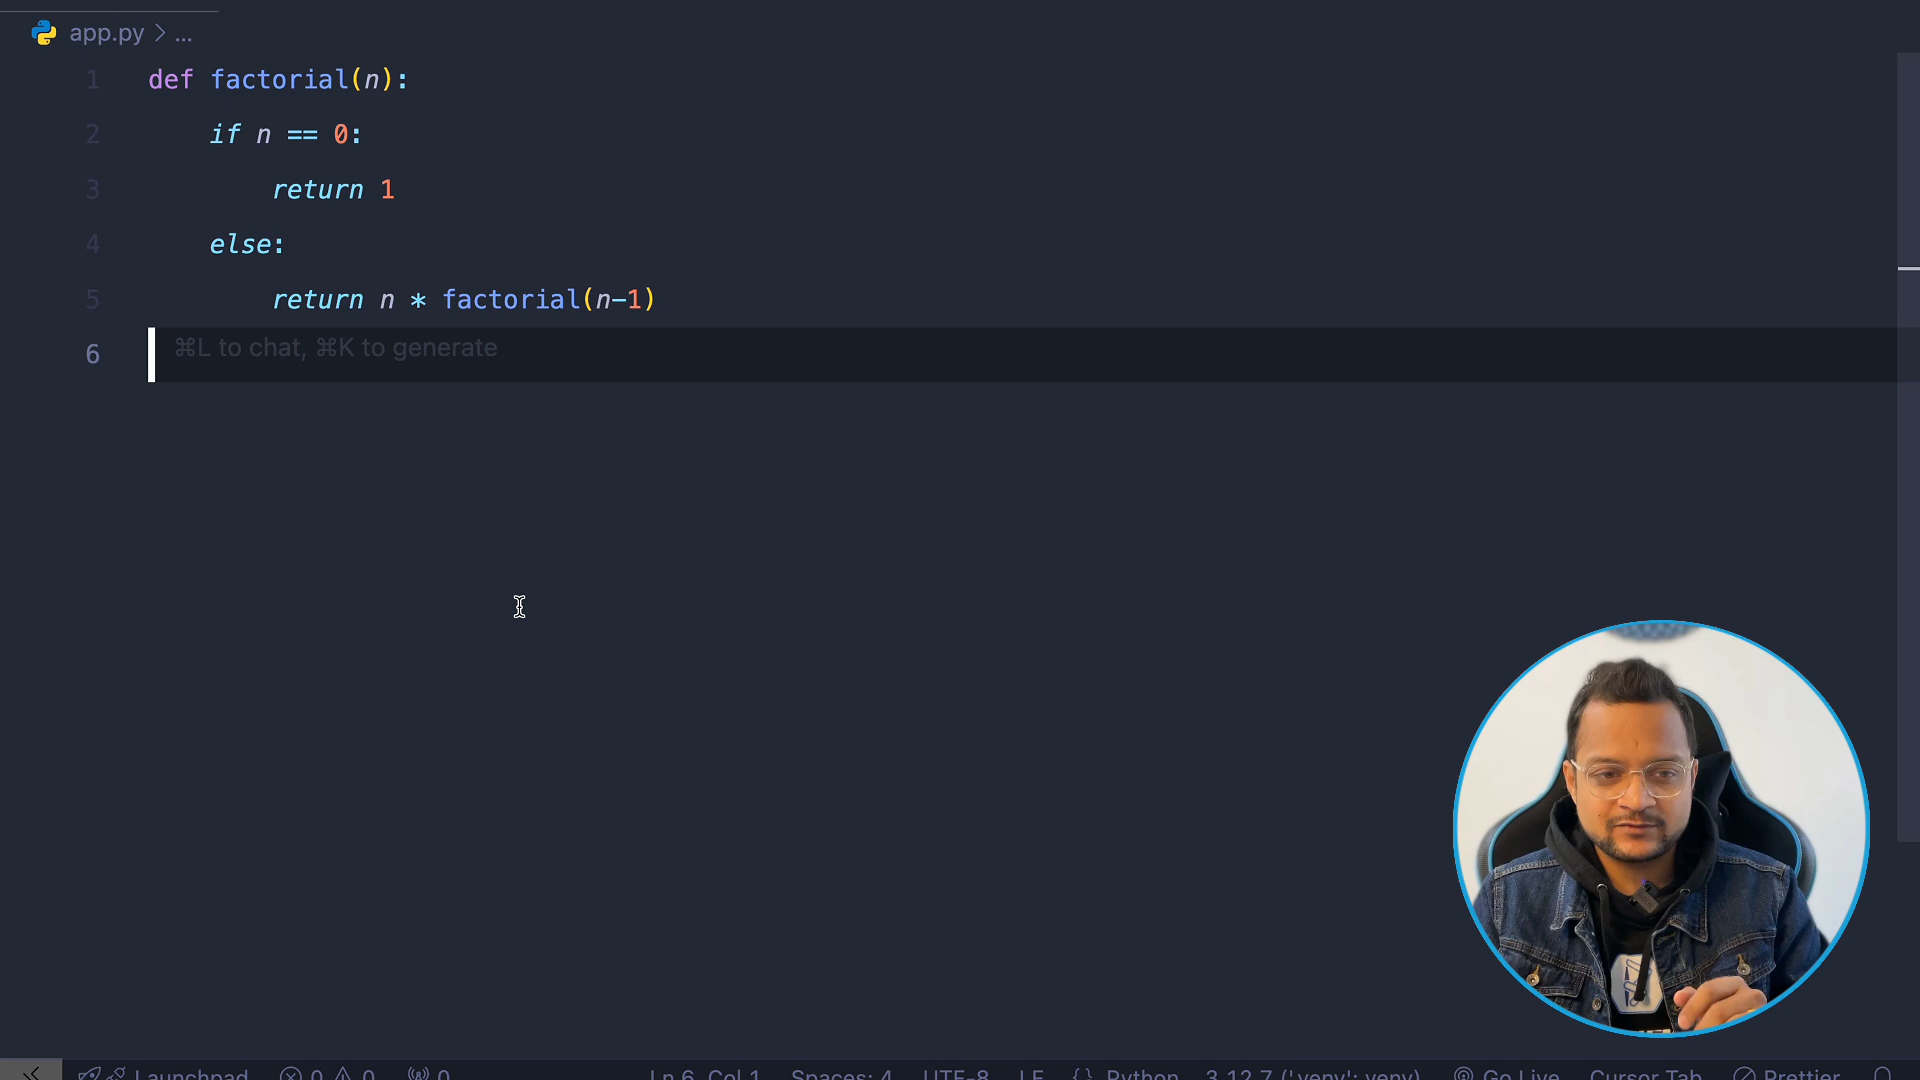 app.py > ...
1 def factorial(n):
2 if n == 0:
3 return 1
4 else:
5 return n * factorial(n-1)
6 ⌘L to chat, ⌘K to generate
Launchpad 0 0 0 Ln 6, Col 1 Spaces: 4 UTF-8 LF {} Python 3.12.7 ('.venv': venv) Go Live Cursor Tab Prettier